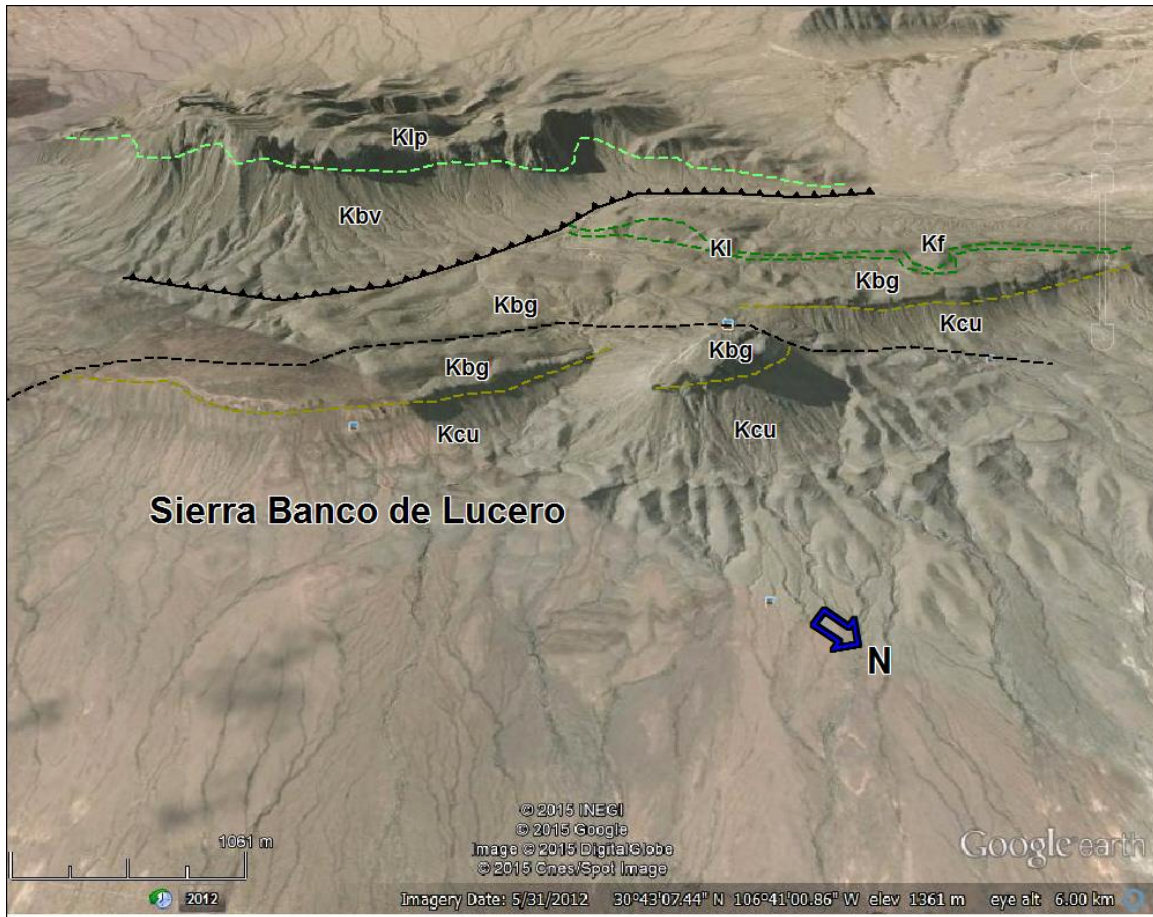 Klp
Kbv
Kl
Kf
Kbg
Kbg
Kcu
Kbg
Kbg
Kcu
Kcu
Sierra Banco de Lucero
N
© 2015 INEGI
© 2015 Google
Image © 2015 DigitalGlobe
© 2015 Cnes/Spot Image
1061 m
Google earth
2012
Imagery Date: 5/31/2012 30°43'07.44" N 106°41'00.86" W elev 1361 m eye alt 6.00 km